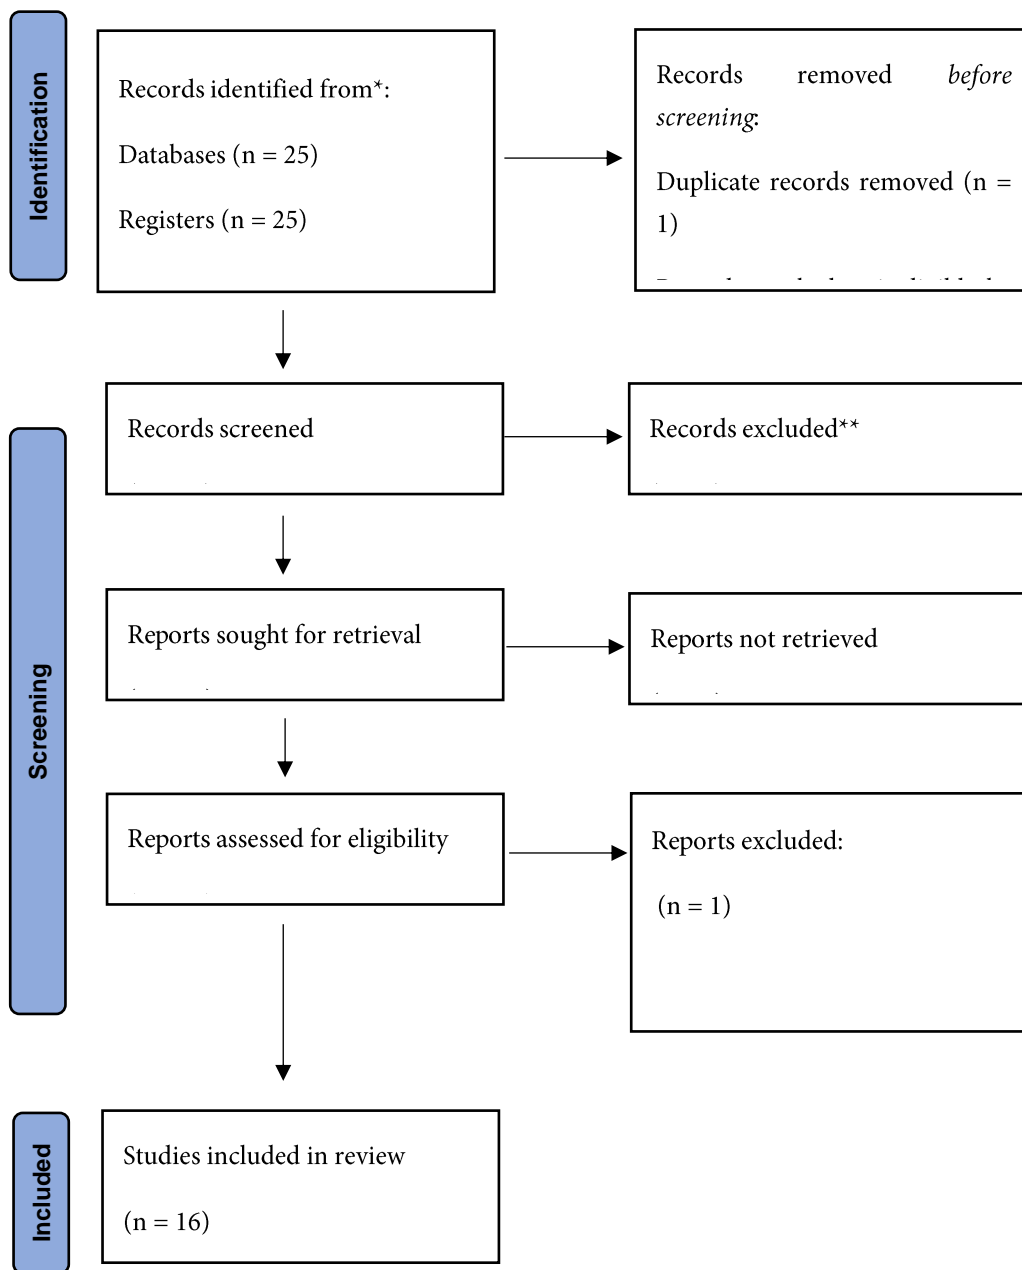 Identification
Records identified from*:
Databases (n = 25)
Registers (n = 25)
Records removed before
screening:
Duplicate records removed (n =
1)
Screening
Records screened
Records excluded**
Reports sought for retrieval
Reports not retrieved
Reports assessed for eligibility
Reports excluded:
(n = 1)
Included
Studies included in review
(n = 16)